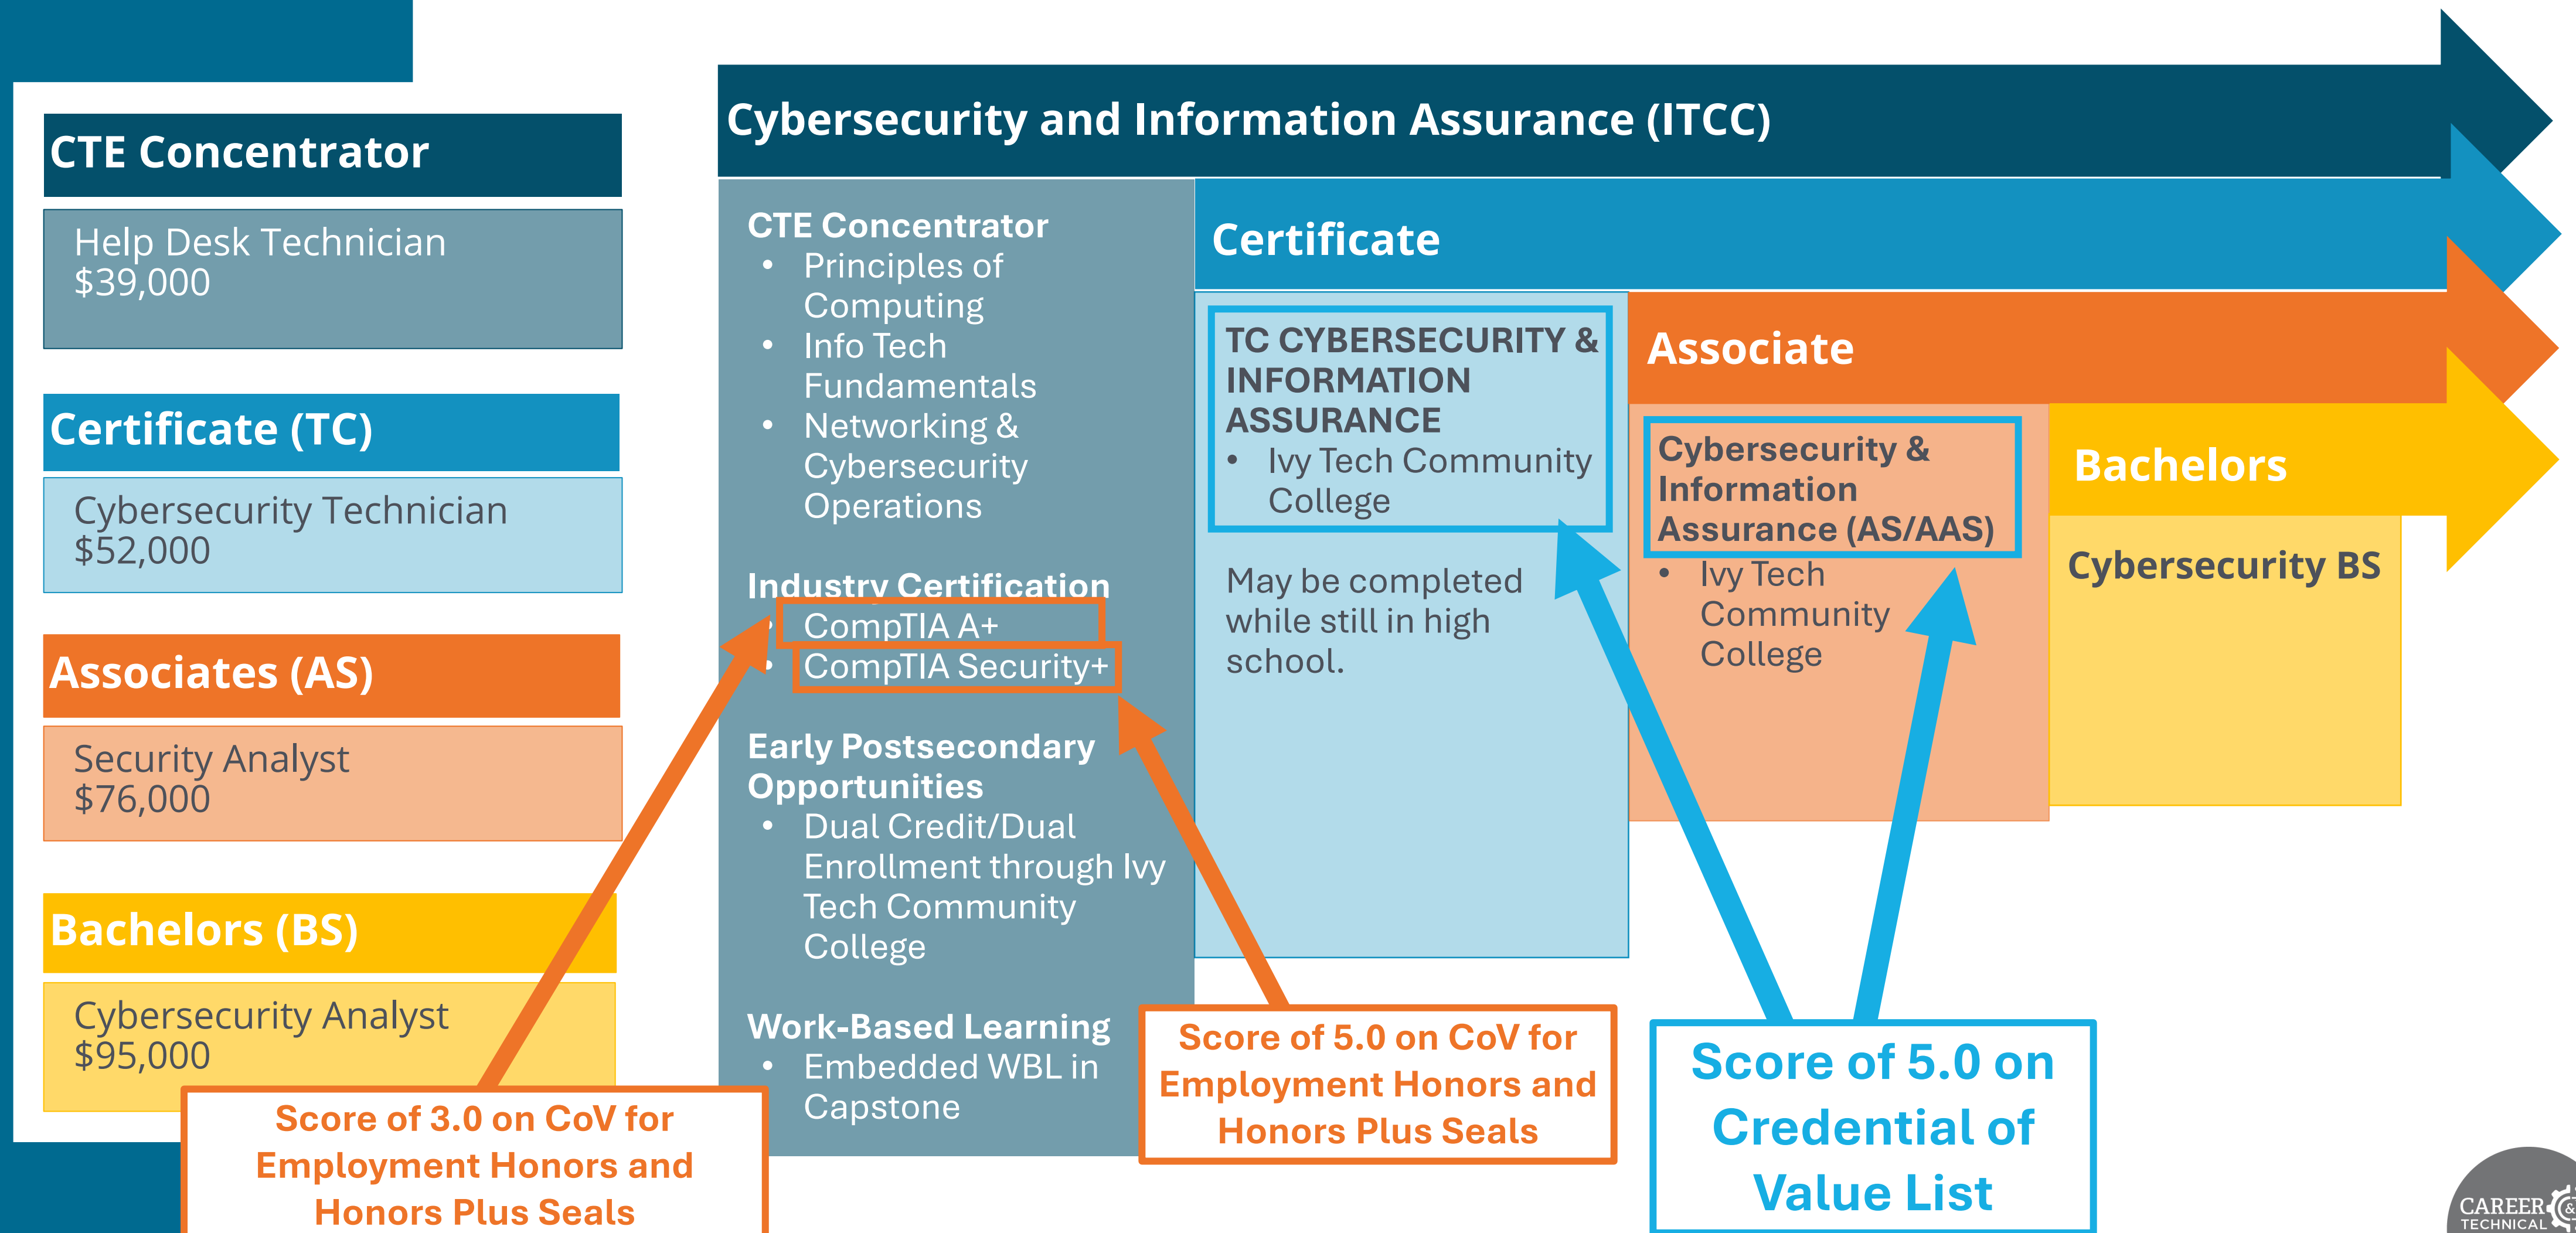 CTE Concentrator
Help Desk Technician
$39,000
Certificate (TC)
Cybersecurity Technician
$52,000
Associates (AS)
Security Analyst
$76,000
Bachelors (BS)
Cybersecurity Analyst
$95,000
Cybersecurity and Information Assurance (ITCC)
CTE Concentrator
• Principles of
Computing
• Info Tech
Fundamentals
• Networking &
Cybersecurity
Operations
Industry Certification
• CompTIA A+
• CompTIA Security+
Early Postsecondary
Opportunities
• Dual Credit/Dual
Enrollment through Ivy
Tech Community
College
Work-Based Learning
• Embedded WBL in
Capstone
Certificate
TC CYBERSECURITY &
INFORMATION
ASSURANCE
• Ivy Tech Community
College
May be completed
while still in high
school.
Associate
Cybersecurity &
Information
Assurance (AS/AAS)
• Ivy Tech
Community
College
Bachelors
Cybersecurity BS
Score of 3.0 on CoV for
Employment Honors and
Honors Plus Seals
Score of 5.0 on CoV for
Employment Honors and
Honors Plus Seals
Score of 5.0 on
Credential of
Value List
CAREER &
TECHNICAL